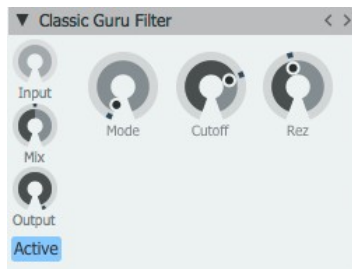 Classic Guru Filter
Input
Mode
Cutoff
Rez
Mix
Output
Active